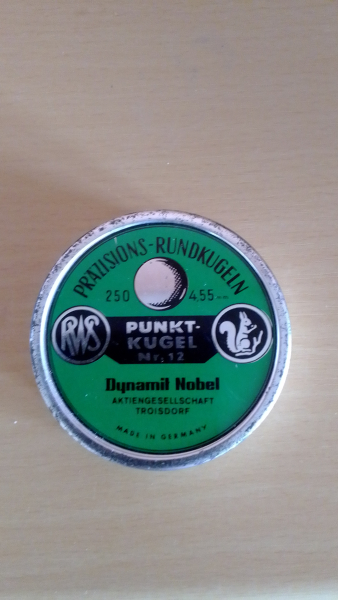 PRÄZISIONS-RUNDKUGELN
250 4,55 mm
RWS
PUNKT-
KUGEL
Nr. 12
Dynamit Nobel
AKTIENGESELLSCHAFT
TROISDORF
MADE IN GERMANY